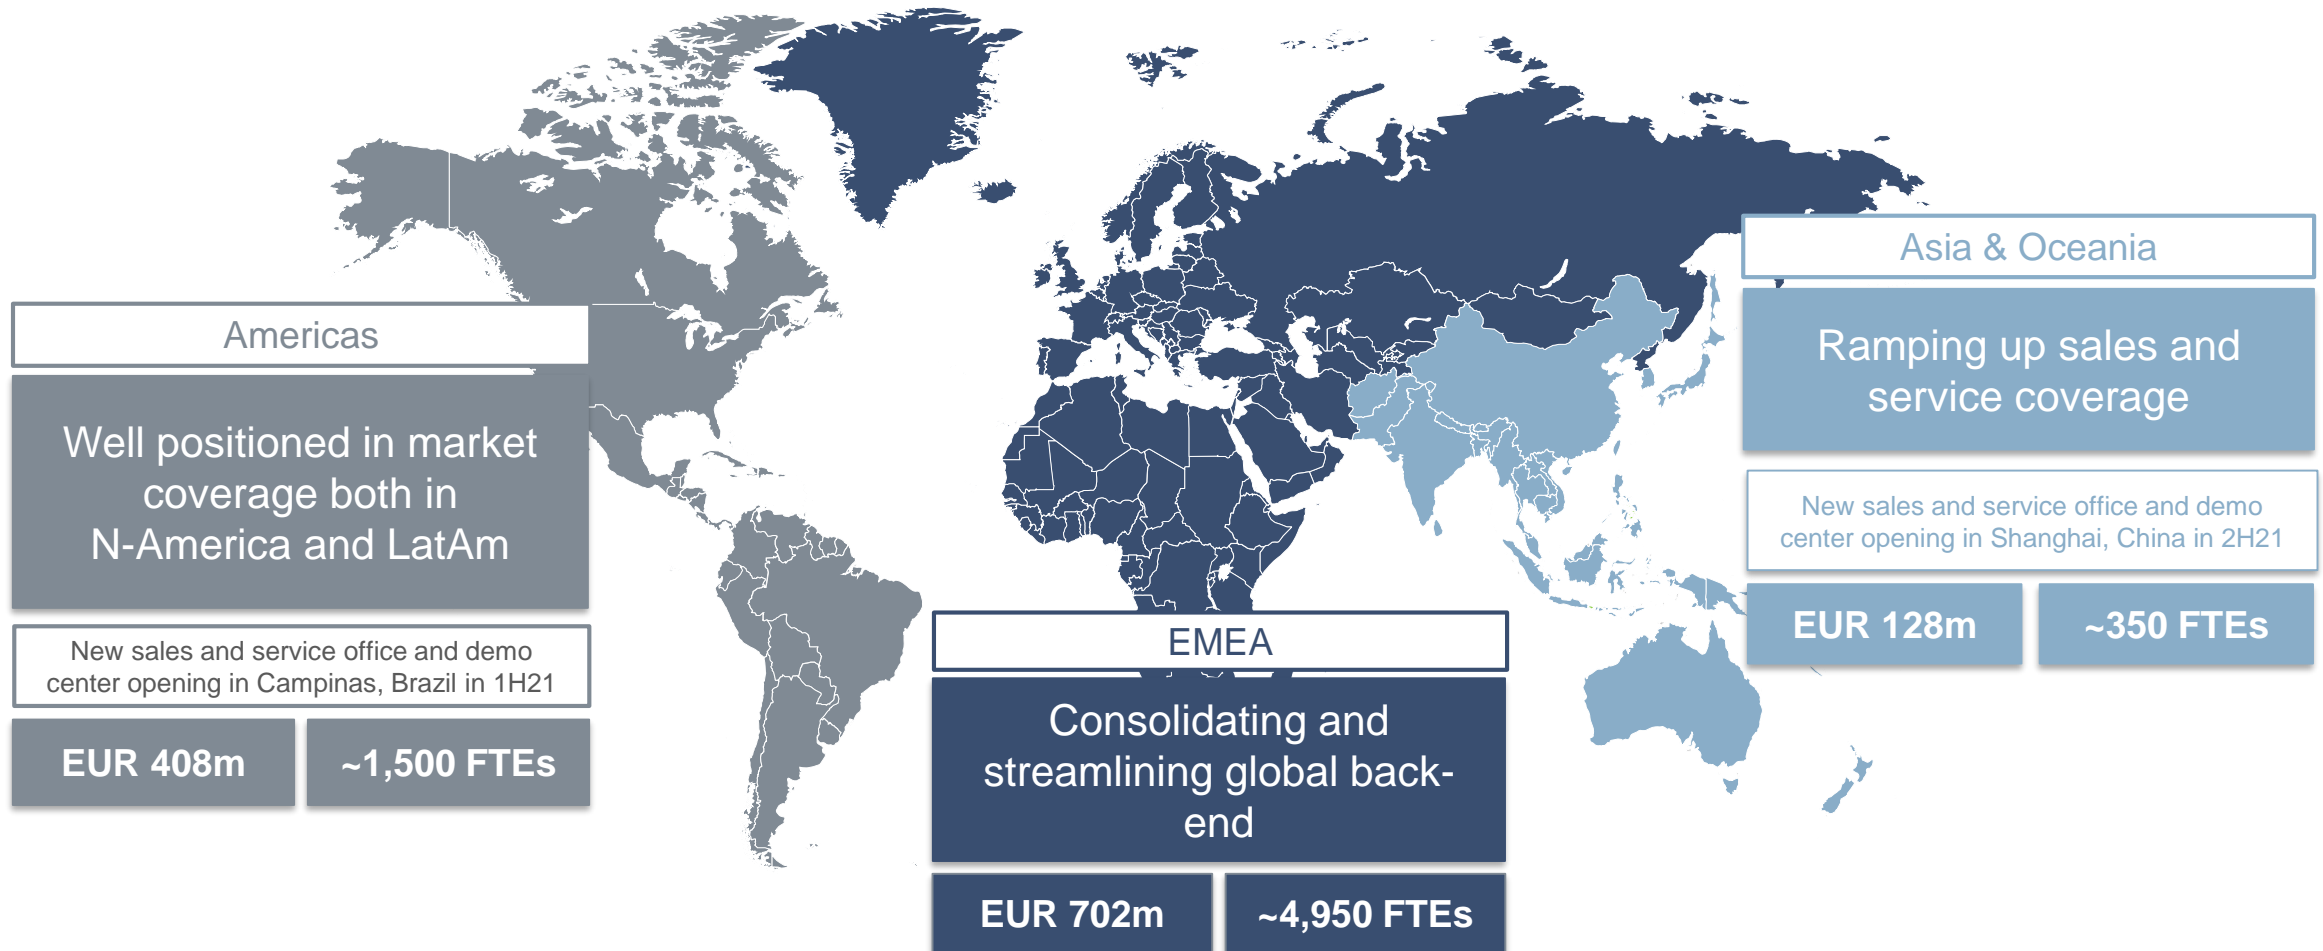 Americas
Well positioned in market
coverage both in
N-America and LatAm
New sales and service office and demo
center opening in Campinas, Brazil in 1H21
EUR 408m
~1,500 FTEs
EMEA
Consolidating and
streamlining global back-
end
EUR 702m
~4,950 FTEs
Asia & Oceania
Ramping up sales and
service coverage
New sales and service office and demo
center opening in Shanghai, China in 2H21
EUR 128m
~350 FTEs